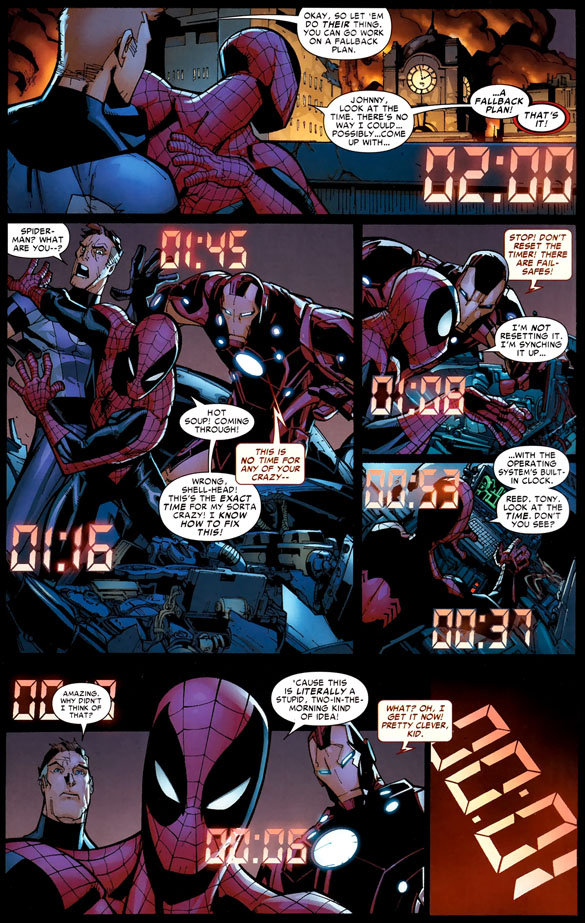 OKAY, SO LET 'EM
DO THEIR THING.
YOU CAN GO WORK
ON A FALLBACK
PLAN.
JOHNNY,
LOOK AT THE
TIME. THERE'S NO
WAY I COULD...
POSSIBLY...COME
UP WITH...
...A
FALLBACK
PLAN!
THAT'S
IT!
02:00
SPIDER-
MAN? WHAT
ARE YOU--?
01:45
HOT
SOUP! COMING
THROUGH!
THIS IS
NO TIME FOR
ANY OF YOUR
CRAZY--
WRONG,
SHELL-HEAD!
THIS'S THE EXACT
TIME FOR MY SORTA
CRAZY! I KNOW
HOW TO FIX
THIS!
01:16
STOP! DON'T
RESET THE
TIMER! THERE
ARE FAIL-
SAFES!
I'M NOT
RESETTING IT.
I'M SYNCHING
IT UP...
01:08
...WITH THE
OPERATING
SYSTEM'S BUILT-
IN CLOCK.
00:53
REED. TONY.
LOOK AT THE
TIME. DON'T
YOU SEE?
00:37
AMAZING.
WHY DIDN'T
I THINK OF
THAT?
'CAUSE THIS
IS LITERALLY A
STUPID, TWO-IN-THE-
MORNING KIND
OF IDEA!
WHAT? OH, I
GET IT NOW!
PRETTY CLEVER,
KID.
00:06
00:01